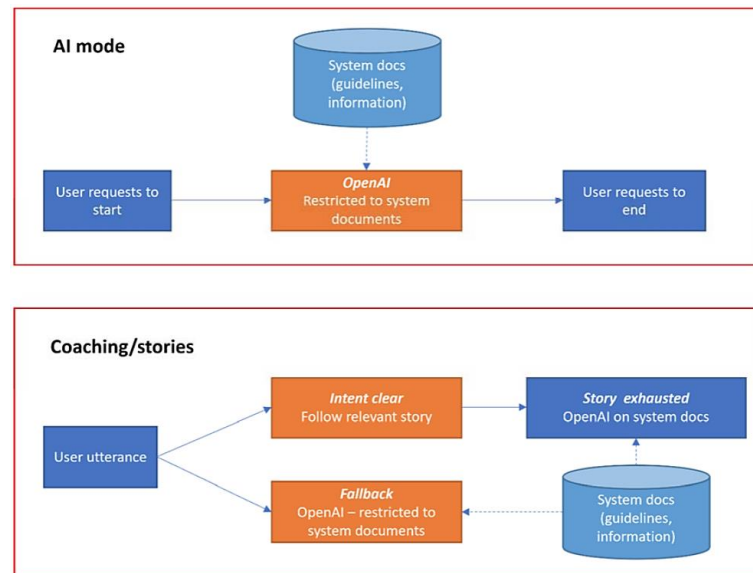 AI mode
System docs
(guidelines,
information)
User requests to
start
OpenAI
Restricted to system
documents
User requests to
end
Coaching/stories
Intent clear
Follow relevant story
Story exhausted
OpenAI on system docs
User utterance
Fallback
OpenAI – restricted to
system documents
System docs
(guidelines,
information)